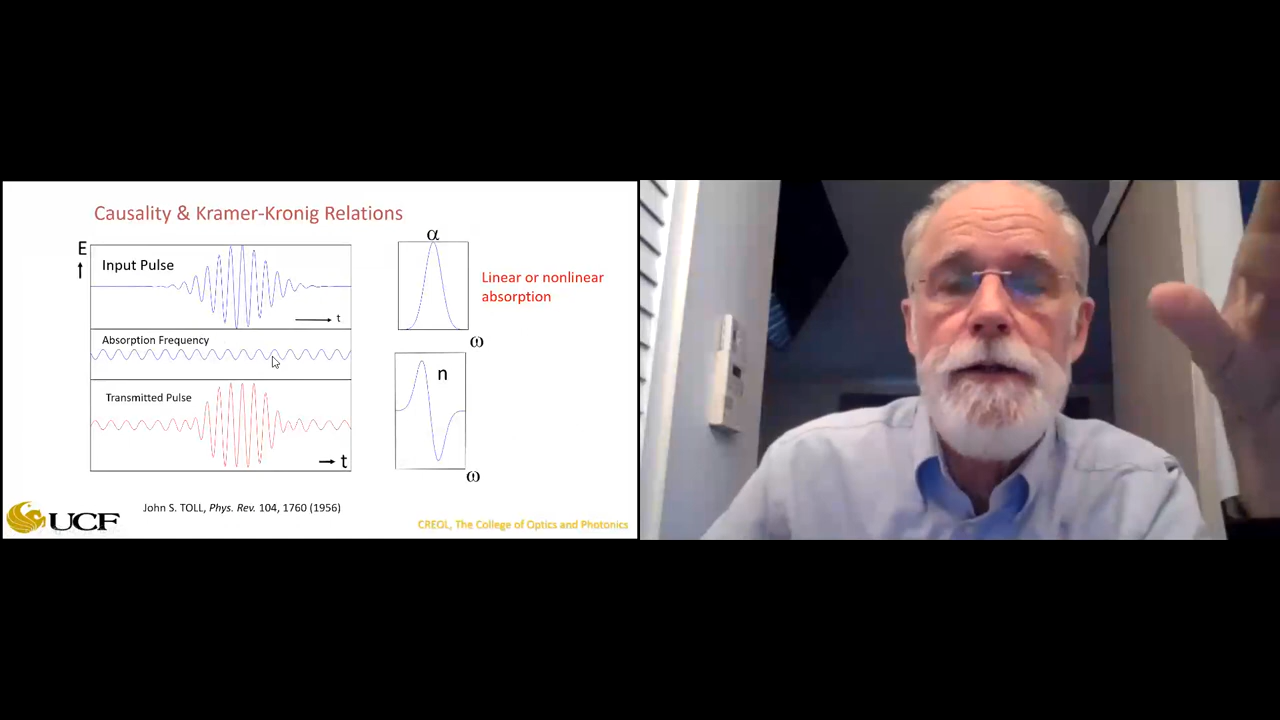 Causality & Kramer-Kronig Relations
E
Input Pulse
t
Absorption Frequency
Transmitted Pulse
t
α
ω
Linear or nonlinear
absorption
n
ω
John S. TOLL, Phys. Rev. 104, 1760 (1956)
UCF
CREOL, The College of Optics and Photonics